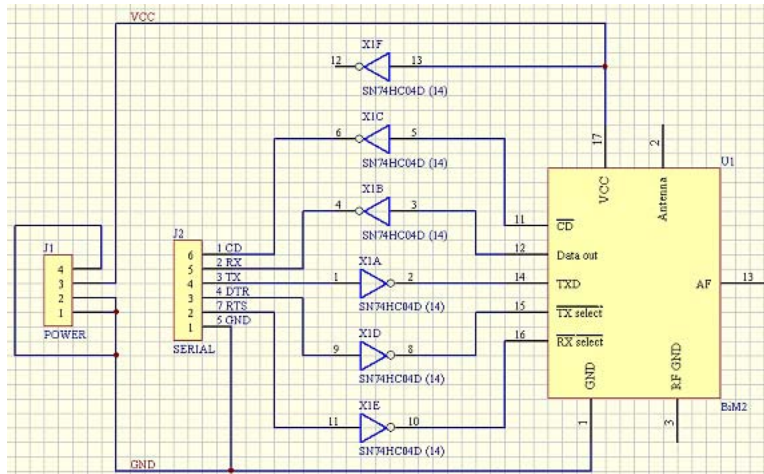 VCC
X1F
12 13
SN74HC04D (14)
X1C
6 5
SN74HC04D (14)
17
2
U1
VCC
Antenna
X1B
4 3
SN74HC04D (14)
11 CD
12 Data out
J2
J1
6 1 CD
5 2 RX
4 3 TX
3 4 DTR
2 7 RTS
1 5 GND
SERIAL
4
3
2
1
POWER
X1A
1 2
SN74HC04D (14)
14 TXD
AF 13
15 TX select
16 RX select
X1D
9 8
SN74HC04D (14)
GND
RF GND
BiM2
X1E
11 10
SN74HC04D (14)
1
3
GND